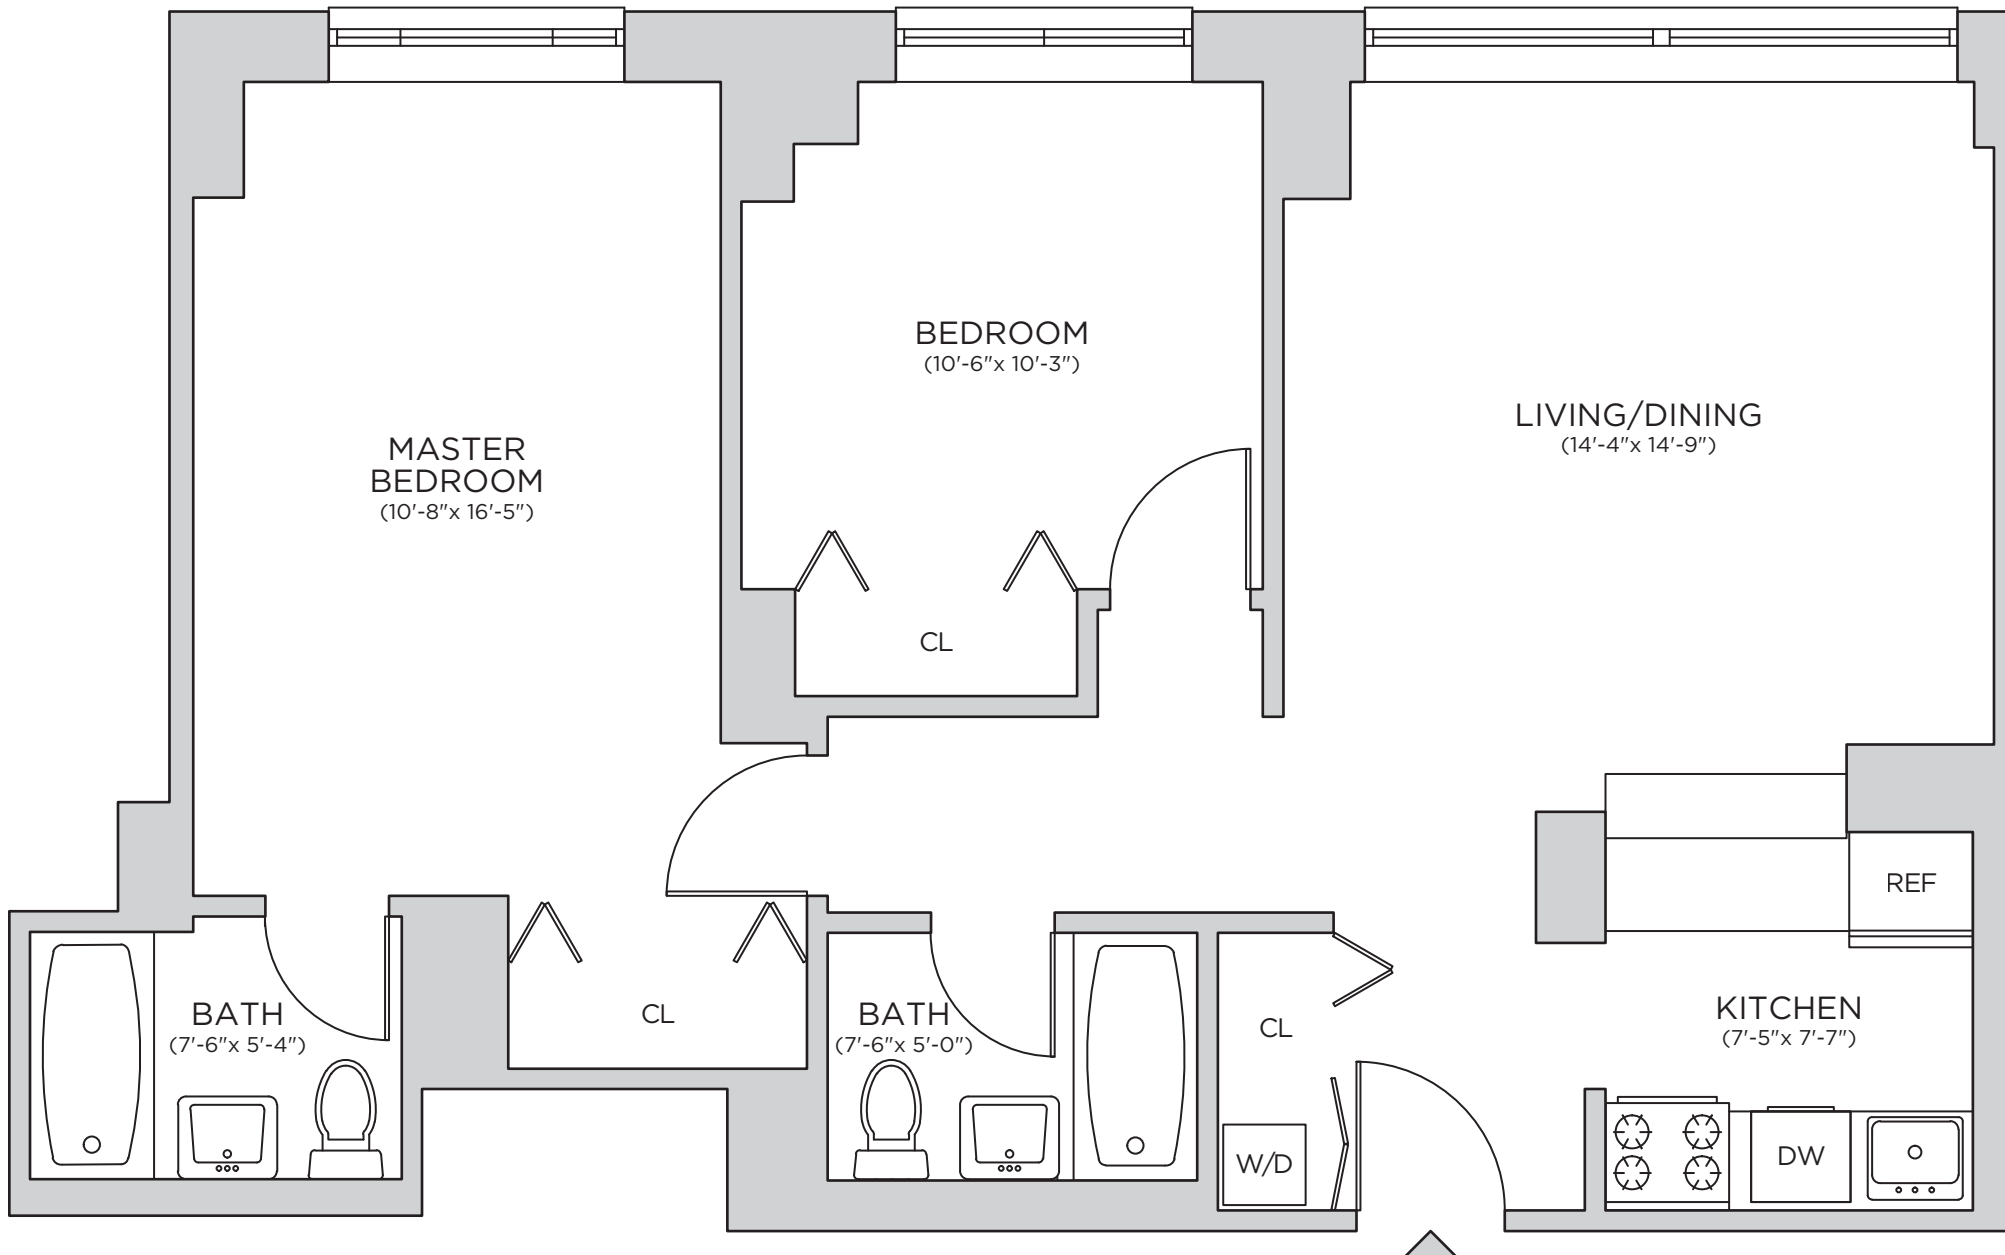 BEDROOM
(10'-6"x 10'-3")
LIVING/DINING
(14'-4"x 14'-9")
MASTER
BEDROOM
(10'-8"x 16'-5")
CL
REF
BATH
(7'-6"x 5'-4")
CL
BATH
(7'-6"x 5'-0")
CL
KITCHEN
(7'-5"x 7'-7")
W/D
DW